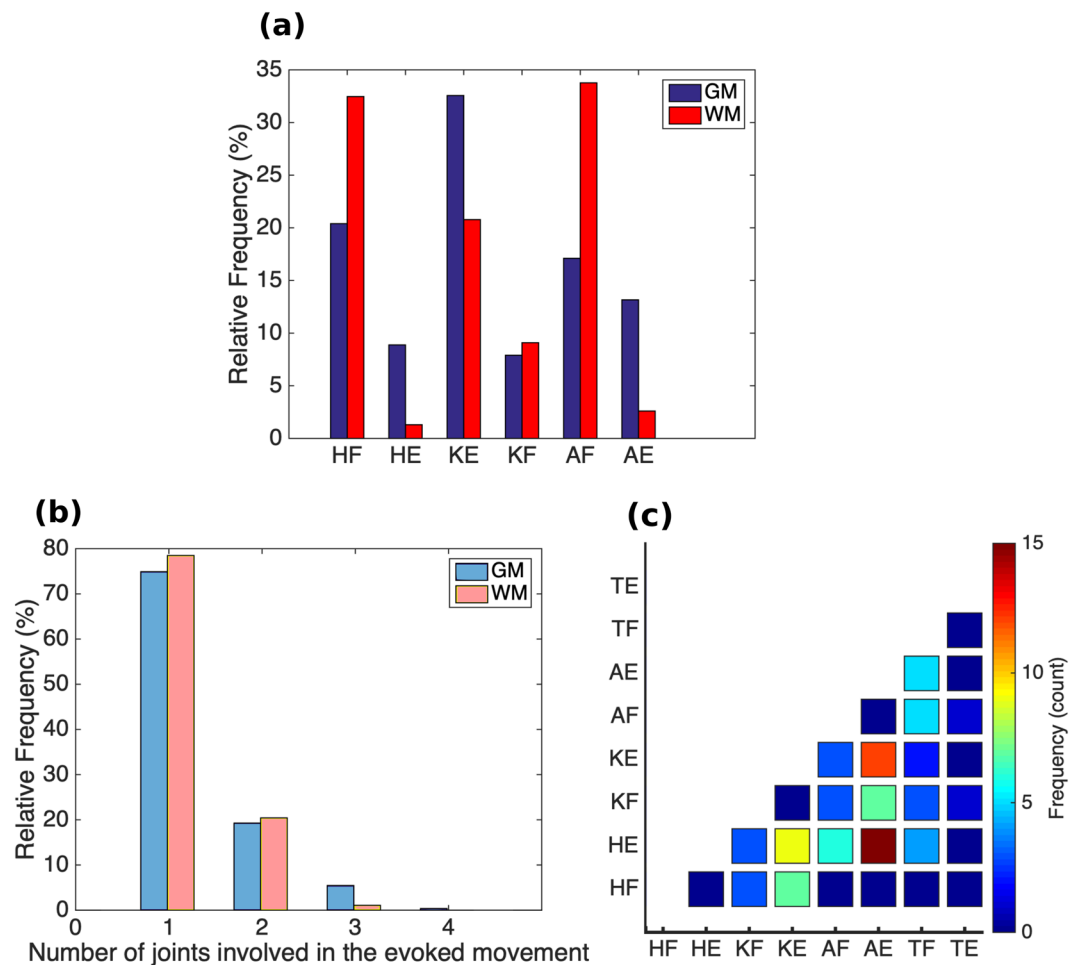 (a)
35
30
25
20
15
10
5
0
Relative Frequency (%)
GM
WM
HF HE KE KF AF AE
(b)
80
70
60
50
40
30
20
10
0
Relative Frequency (%)
GM
WM
0 1 2 3 4
Number of joints involved in the evoked movement
(c)
TE
TF
AE
AF
KE
KF
HE
HF
HF HE KF KE AF AE TF TE
15
10
5
0
Frequency (count)